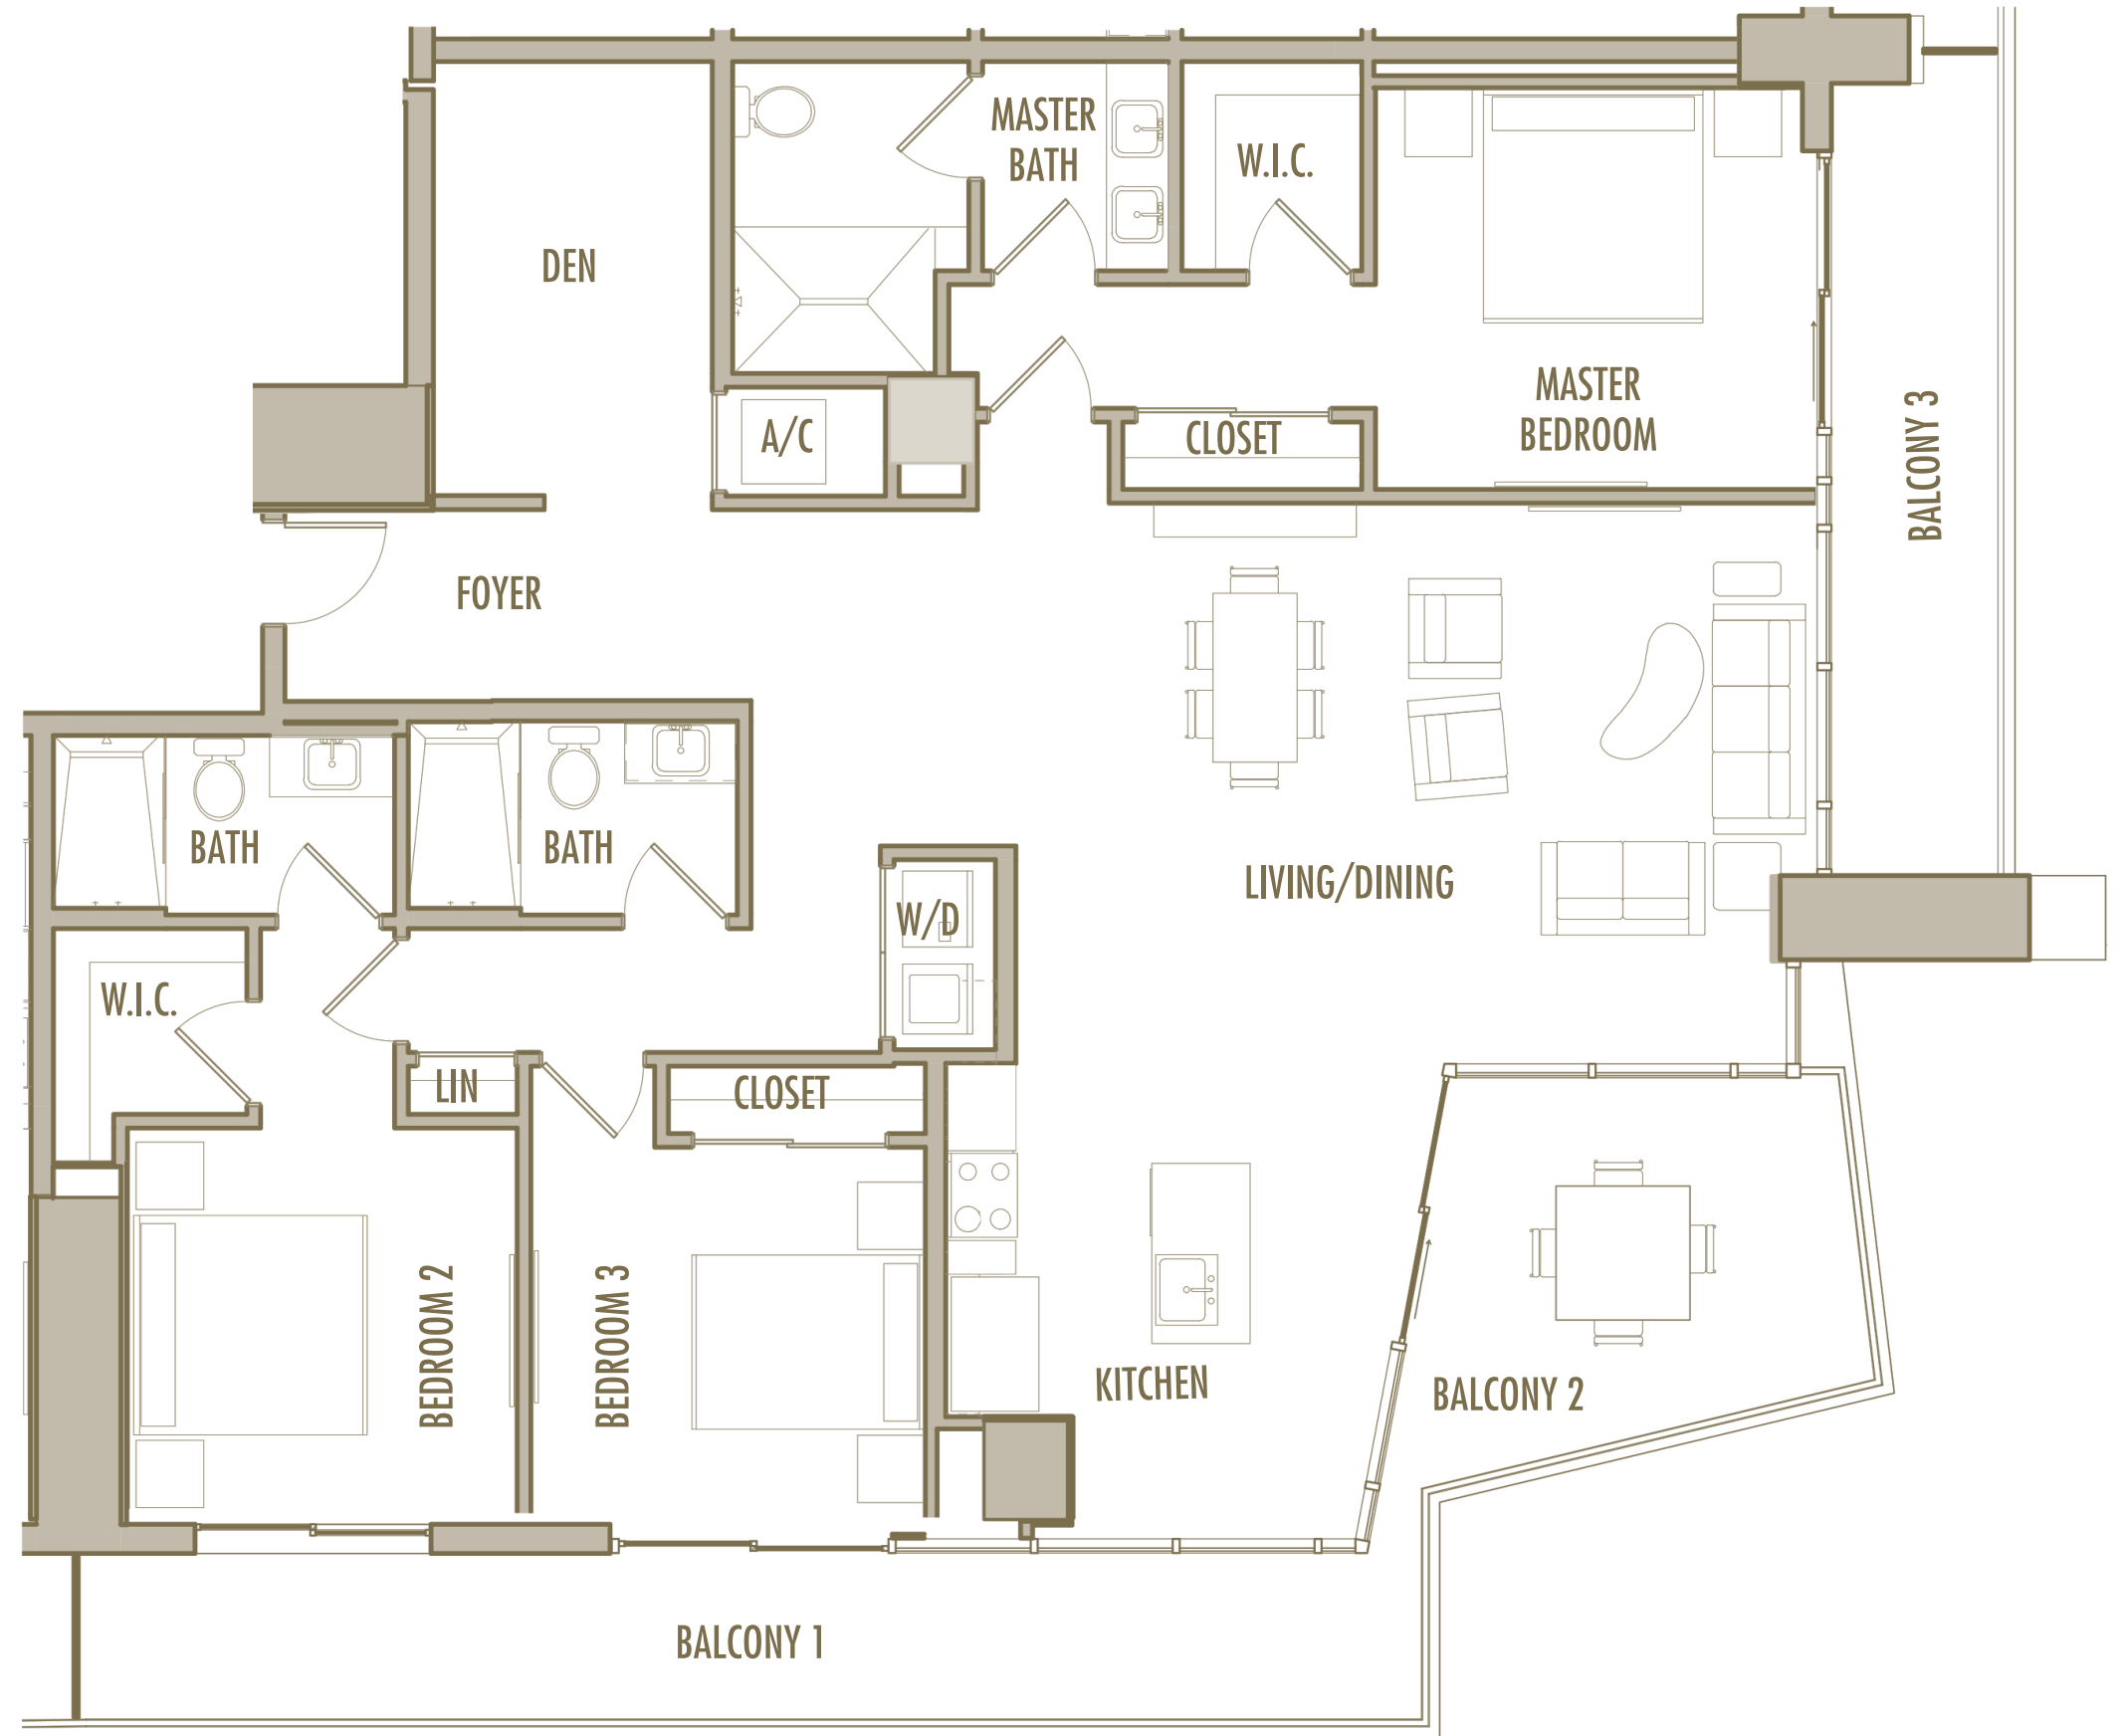 MASTER
BATH
W.I.C.
DEN
MASTER
BEDROOM
BALCONY 3
A/C
CLOSET
FOYER
BATH
BATH
W/D
LIVING/DINING
W.I.C.
LIN
CLOSET
BEDROOM 2
BEDROOM 3
KITCHEN
BALCONY 2
BALCONY 1